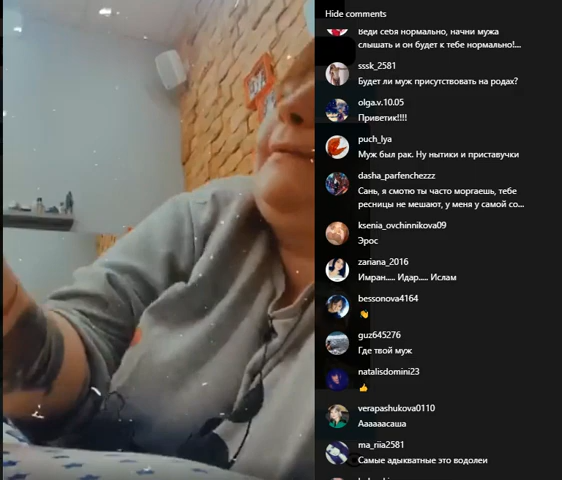 Hide comments
Веди себя нормально, начни мужа
слышать и он будет к тебе нормально!...
sssk_2581
Будет ли муж присутствовать на родах?
olga.v.10.05
Приветик!!!!
puch_lya
Муж был рак. Ну нытики и приставучки
dasha_parfenchezzz
Сань, я смотю ты часто моргаешь, тебе
ресницы не мешают, у меня у самой со...
ksenia_ovchinnikova09
Эрос
zariana_2016
Имран..... Идар..... Ислам
bessonova4164
👏
guz645276
Где твой муж
natalisdomini23
👍
verapashukova0110
Аааааасаша
ma_riia2581
Самые адыкватные это водолеи